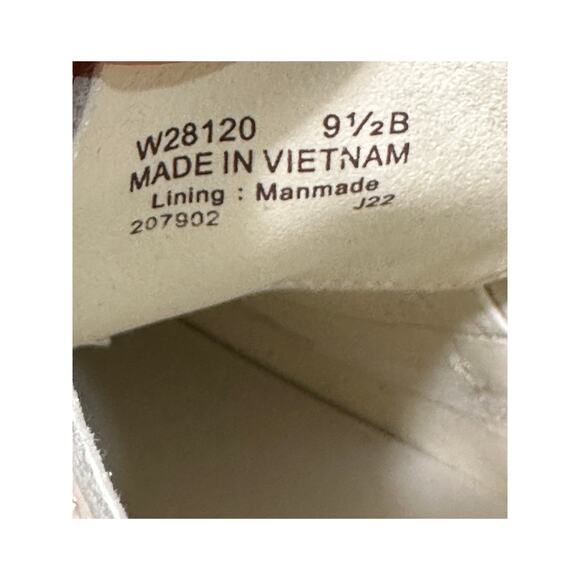 W28120 9½B
MADE IN VIETNAM
Lining : Manmade
207902 J22